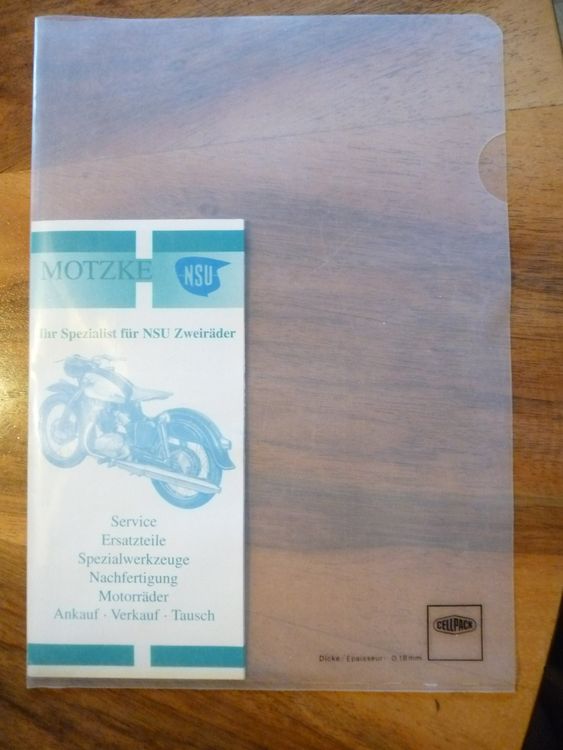 MOTZKE
NSU
Ihr Spezialist für NSU Zweiräder
Service
Ersatzteile
Spezialwerkzeuge
Nachfertigung
Motorräder
Ankauf · Verkauf · Tausch
CELLPACK
Dicke/Epaisseur: 0,18mm